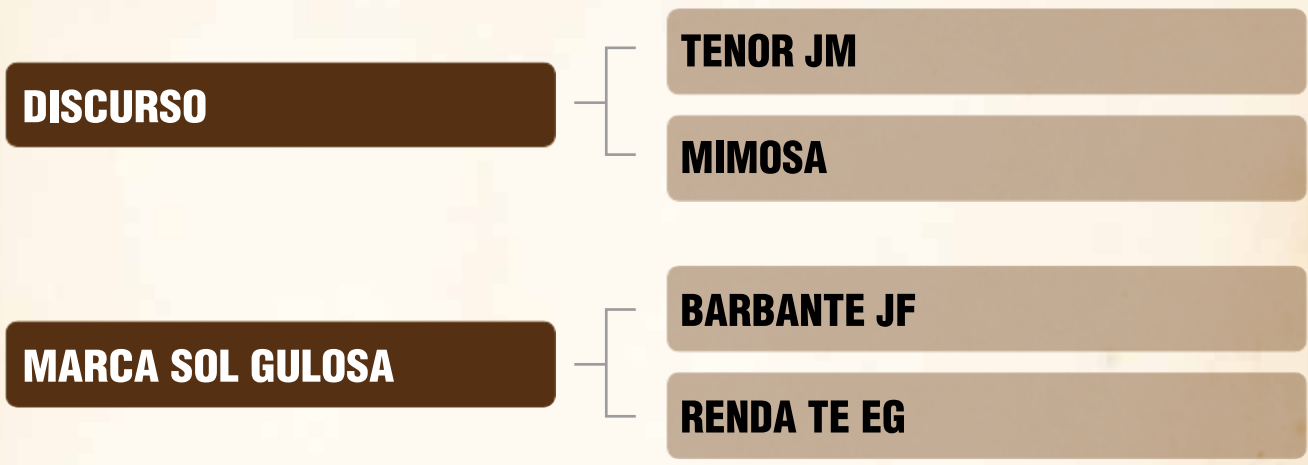 DISCURSO
TENOR JM
MIMOSA
MARCA SOL GULOSA
BARBANTE JF
RENDA TE EG